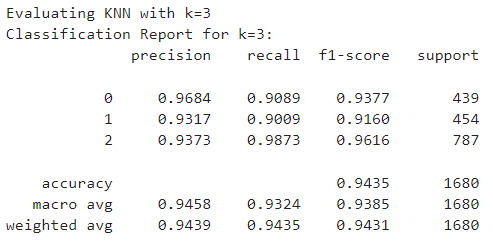 Evaluating KNN with k=3
Classification Report for k=3:
precision recall f1-score support
0 0.9684 0.9089 0.9377 439
1 0.9317 0.9009 0.9160 454
2 0.9373 0.9873 0.9616 787
accuracy 0.9435 1680
macro avg 0.9458 0.9324 0.9385 1680
weighted avg 0.9439 0.9435 0.9431 1680